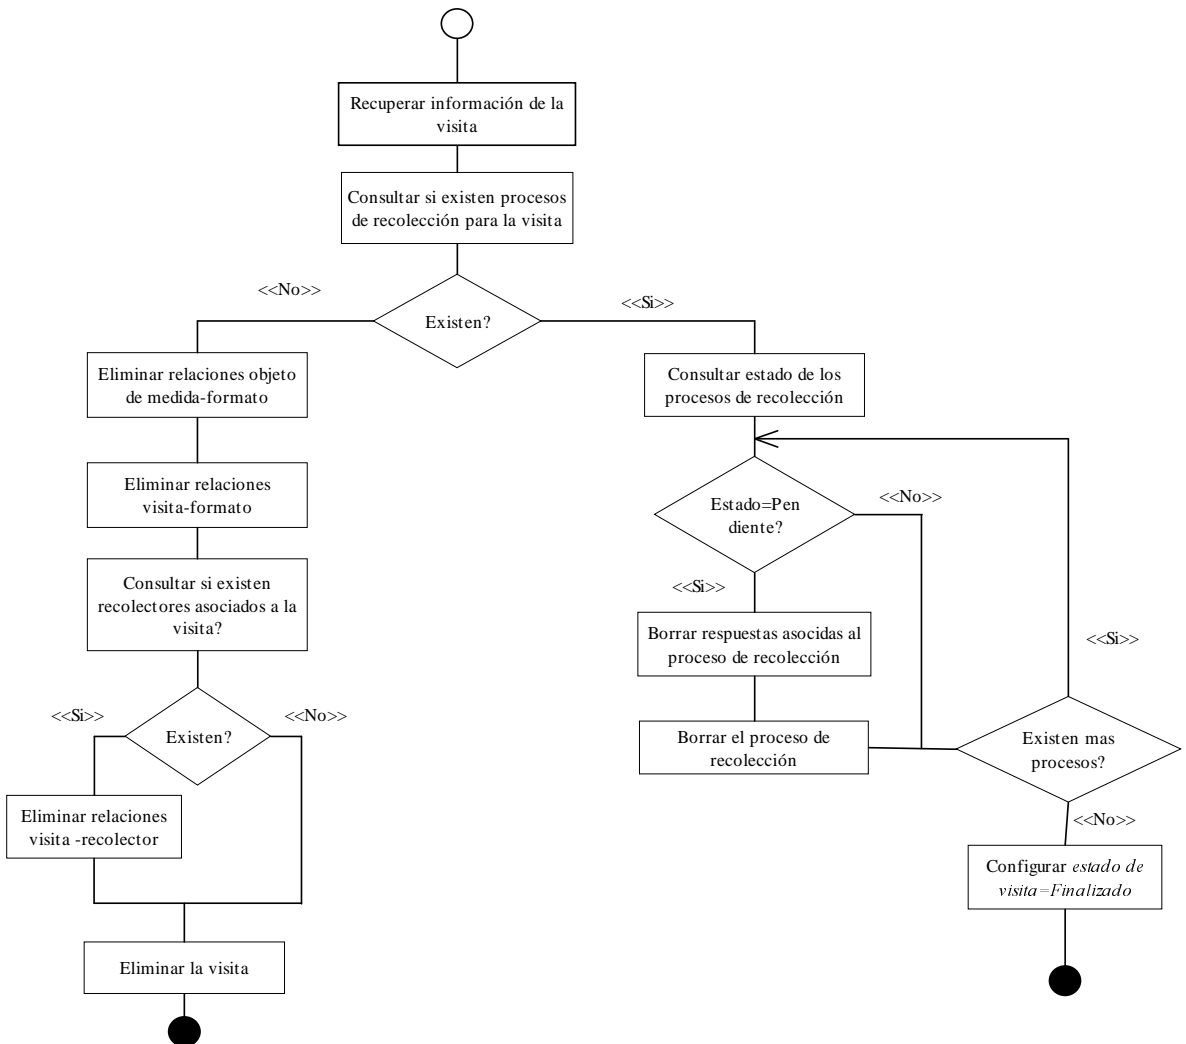 Recuperar información de la
visita
Consultar si existen procesos
de recolección para la visita
<<No>>
Existen?
<<Si>>
Eliminar relaciones objeto
de medida-formato
Eliminar relaciones
visita-formato
Consultar si existen
recolectores asociados a la
visita?
<<Si>>
Existen?
<<No>>
Eliminar relaciones
visita -recolector
Eliminar la visita
Consultar estado de los
procesos de recolección
Estado=Pen
diente?
<<No>>
<<Si>>
Borrar respuestas asocidas al
proceso de recolección
Borrar el proceso de
recolección
<<Si>>
Existen mas
procesos?
<<No>>
Configurar estado de
visita=Finalizado